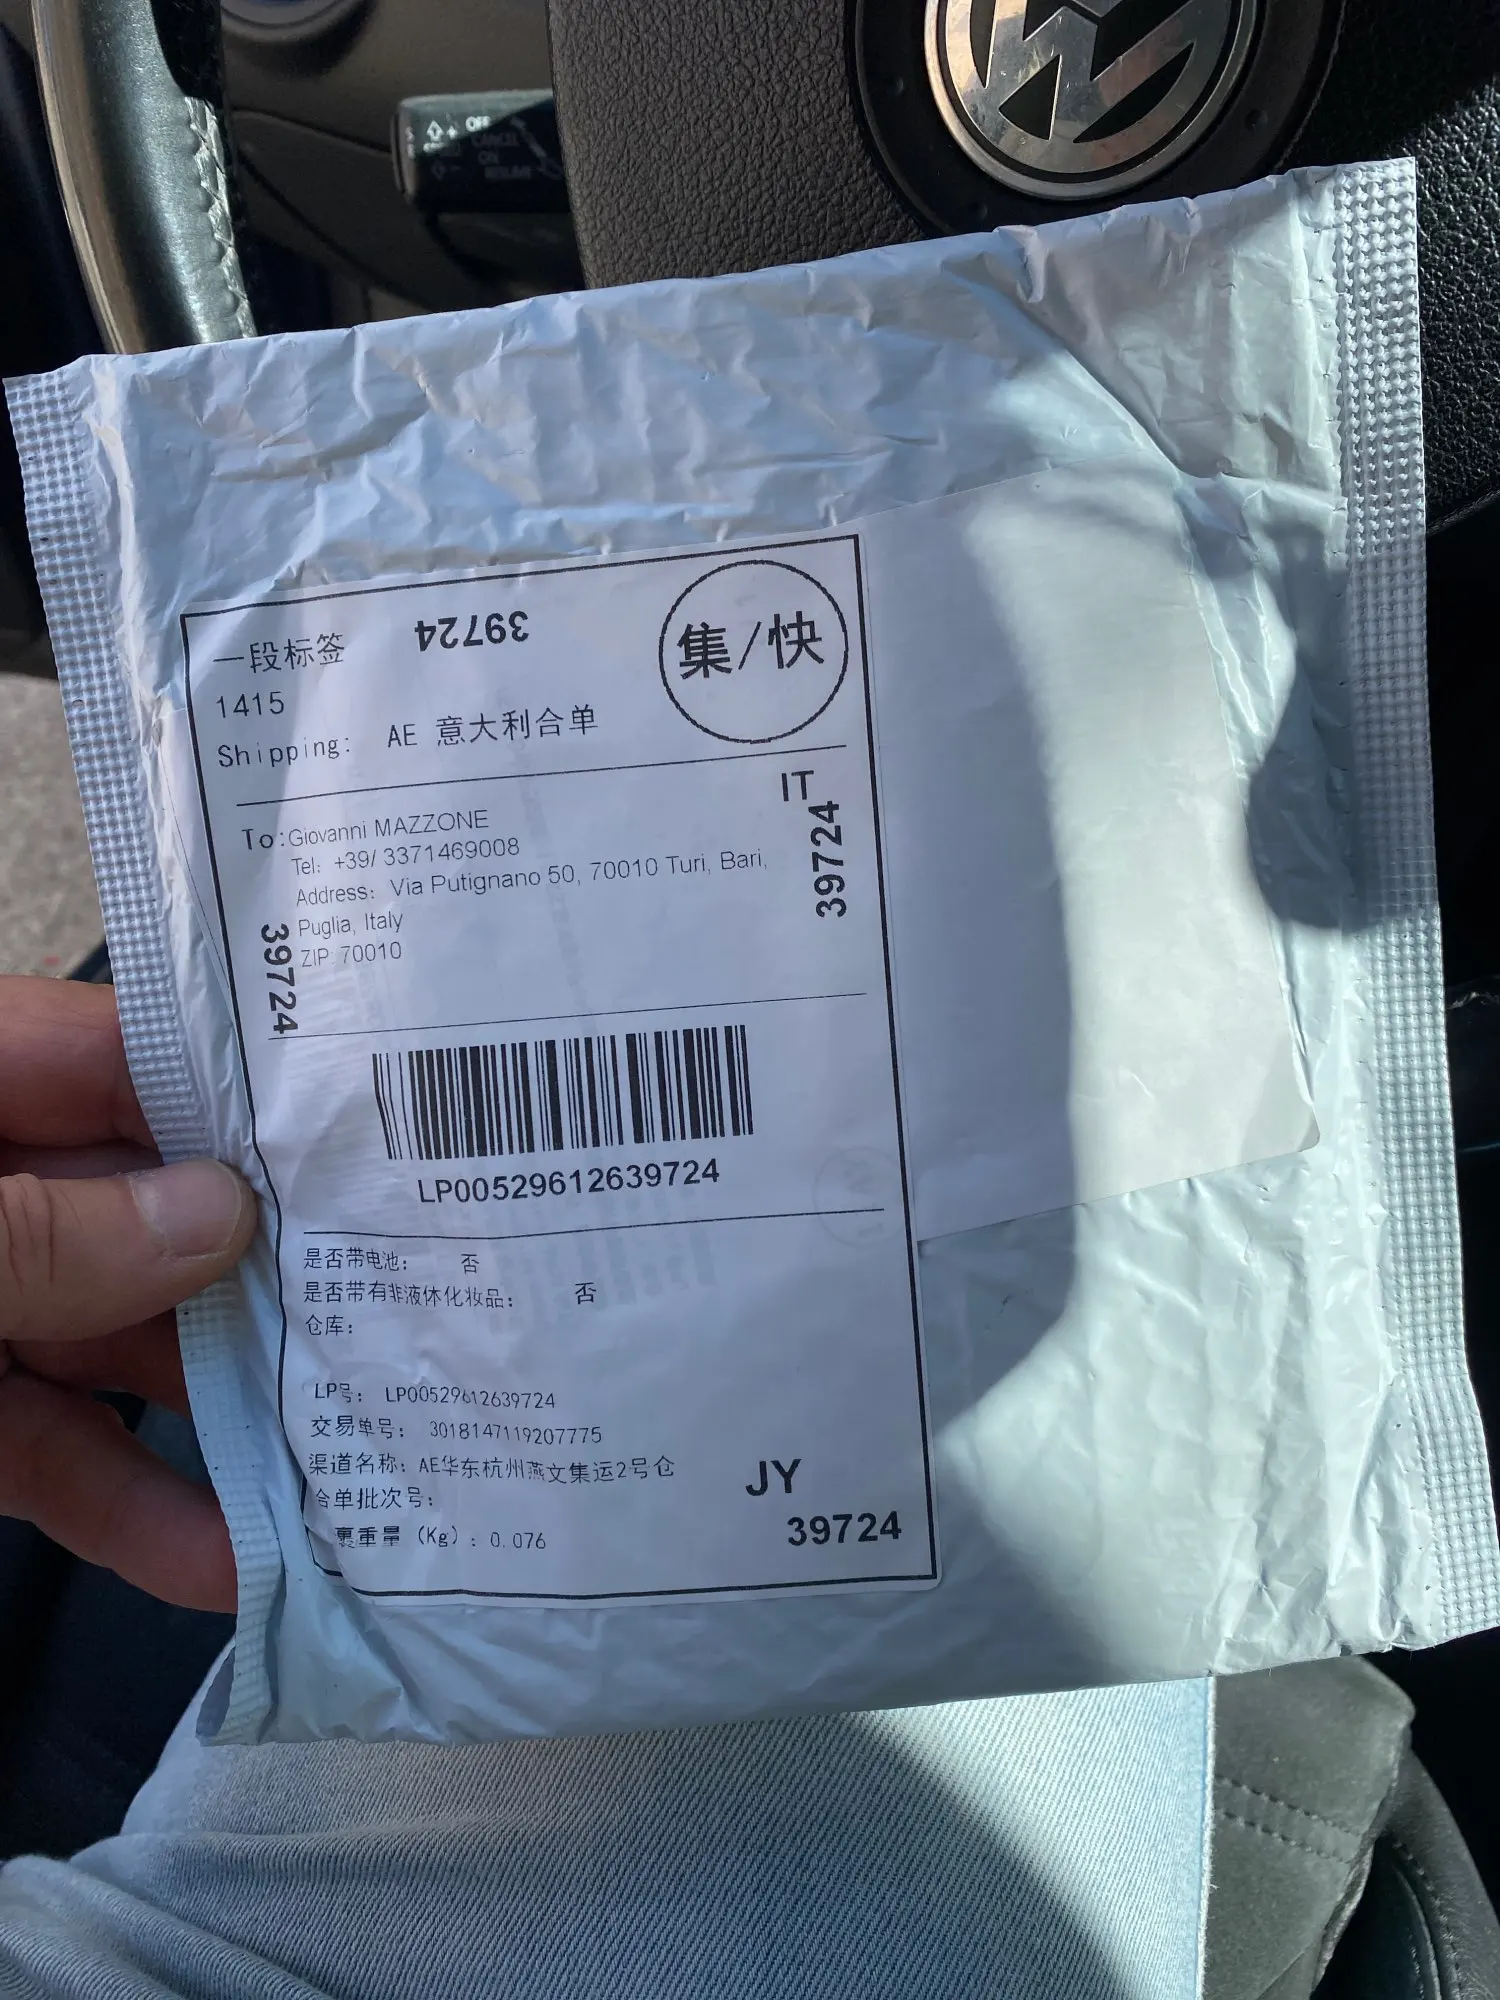 OFF
CANCEL
ON
RESUME
一段标签
39724
集/快
1415
Shipping: AE 意大利合单
IT
39724
To: Giovanni MAZZONE
Tel: +39/ 3371469008
Address: Via Putignano 50, 70010 Turi, Bari,
Puglia, Italy
ZIP: 70010
39724
LP00529612639724
是否带电池: 否
是否带有非液体化妆品: 否
仓库:
LP号: LP00529612639724
交易单号: 3018147119207775
渠道名称: AE华东杭州燕文集运2号仓
合单批次号:
裹重量 (Kg): 0.076
JY
39724